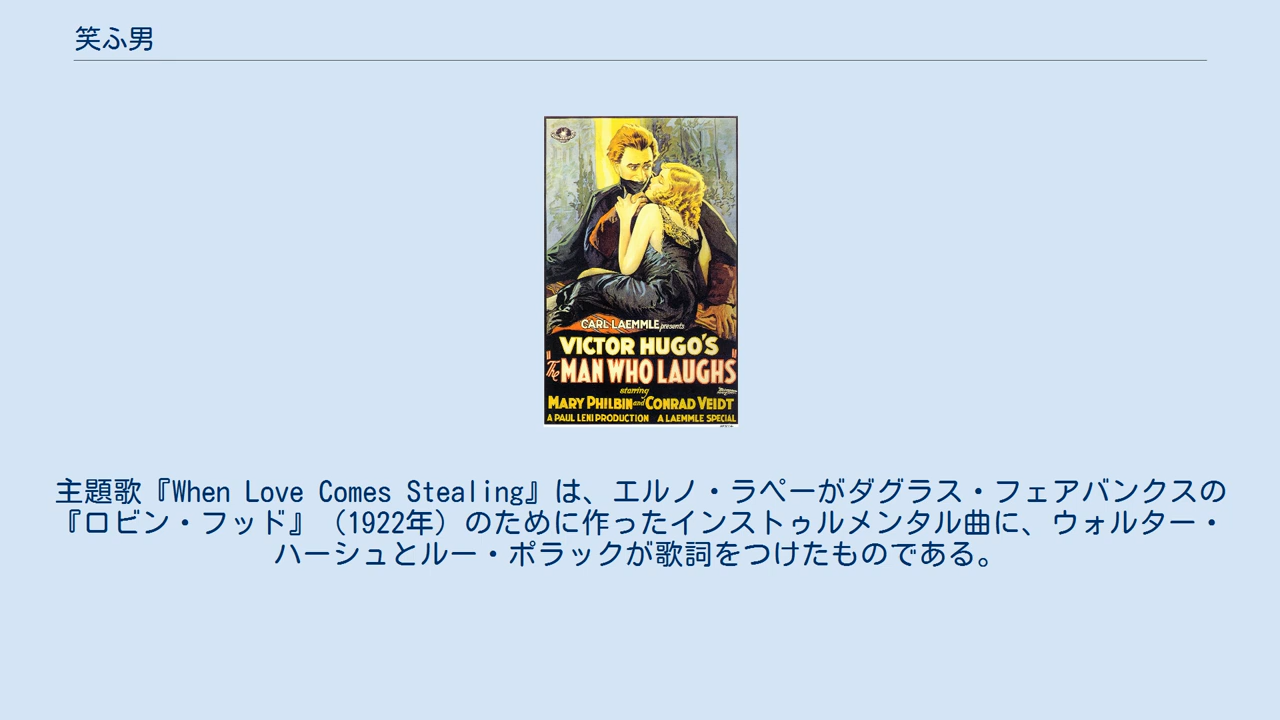 笑ふ男
CARL LAEMMLE presents
VICTOR HUGO'S
"The MAN WHO LAUGHS"
starring
MARY PHILBIN and CONRAD VEIDT
A PAUL LENI PRODUCTION A LAEMMLE SPECIAL
主題歌『When Love Comes Stealing』は、エルノ・ラペーがダグラス・フェアバンクスの
『ロビン・フッド』（1922年）のために作ったインストゥルメンタル曲に、ウォルター・
ハーシュとルー・ポラックが歌詞をつけたものである。